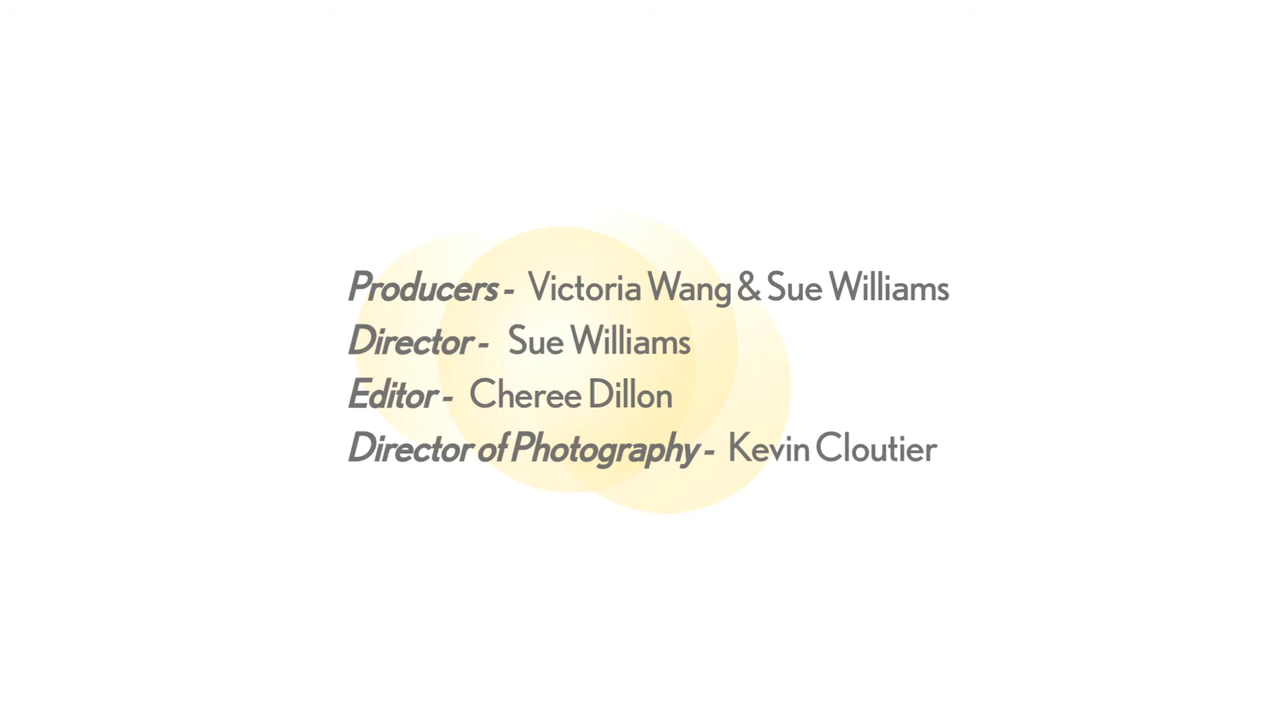 Producers - Victoria Wang & Sue Williams
Director - Sue Williams
Editor - Cheree Dillon
Director of Photography - Kevin Cloutier